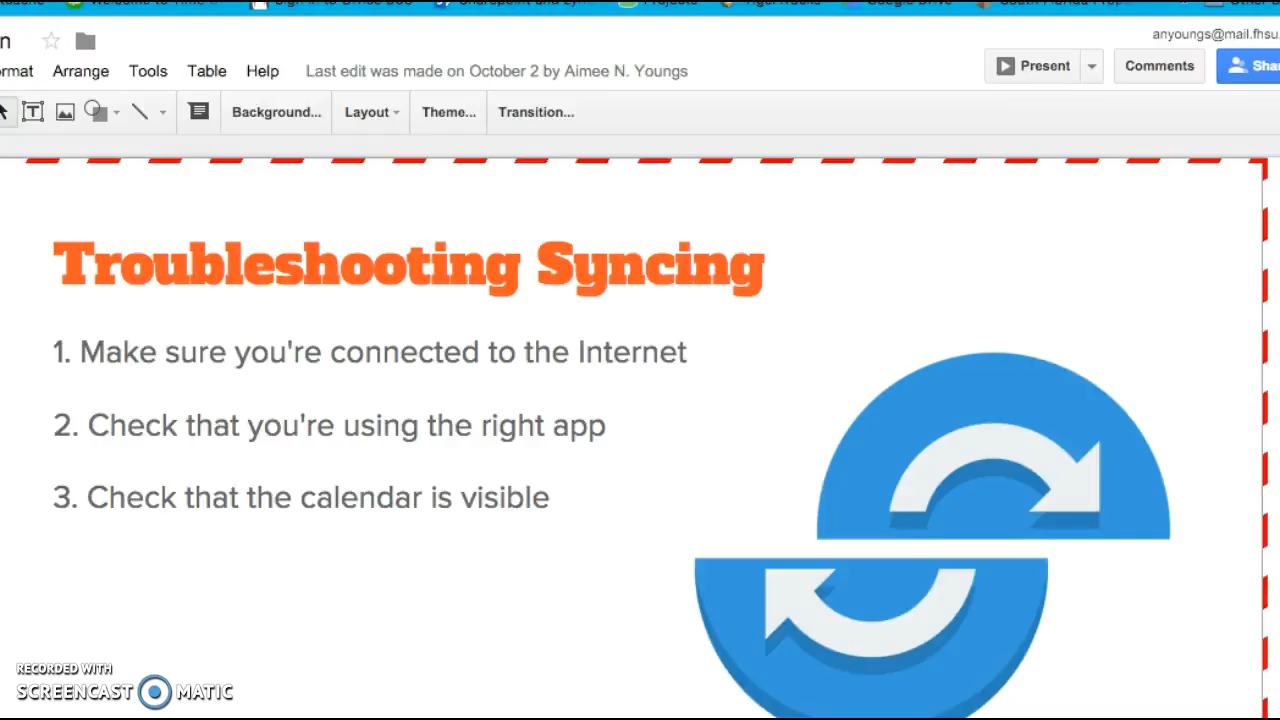 n
rmat Arrange Tools Table Help Last edit was made on October 2 by Aimee N. Youngs
anyoungs@mail.fhsu.
Present Comments Shar
Background... Layout Theme... Transition...
Troubleshooting Syncing
1. Make sure you're connected to the Internet
2. Check that you're using the right app
3. Check that the calendar is visible
RECORDED WITH
SCREENCAST MATIC